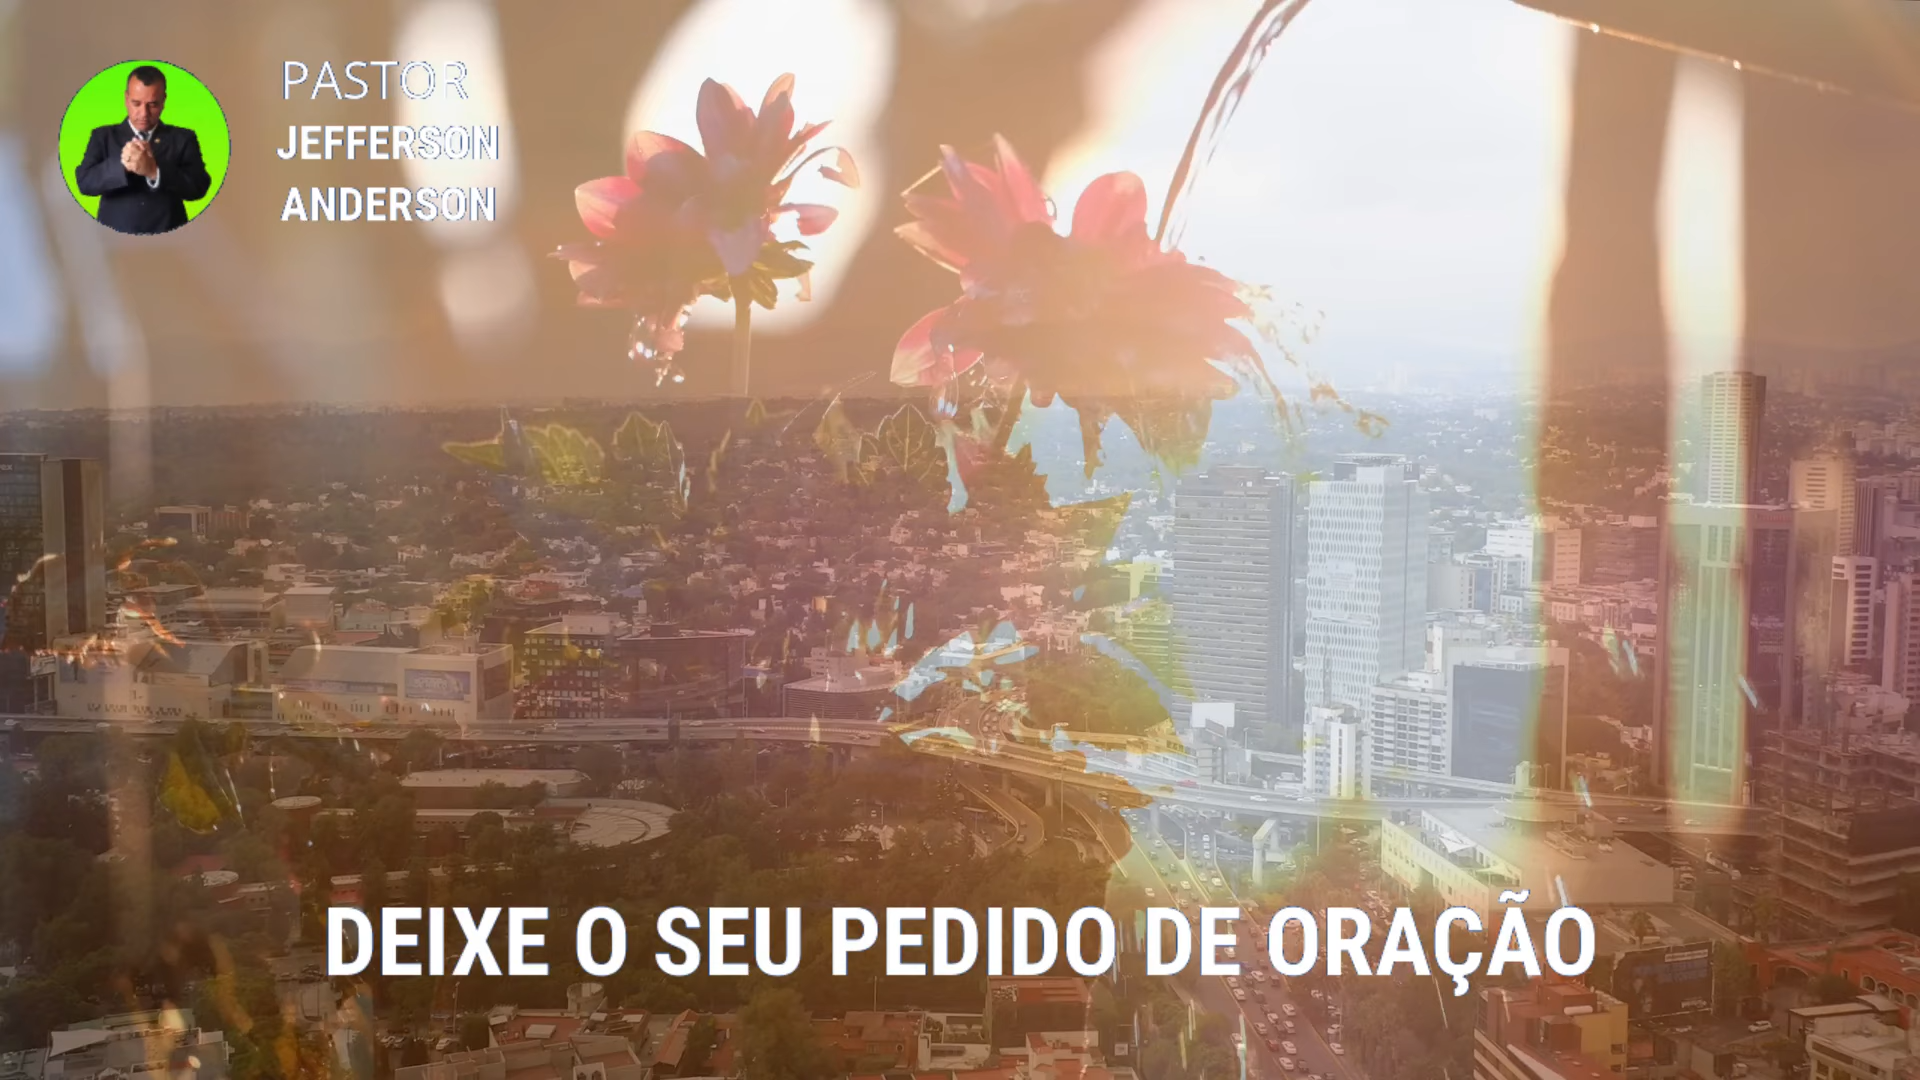 PASTOR
JEFFERSON
ANDERSON
DEIXE O SEU PEDIDO DE ORAÇÃO